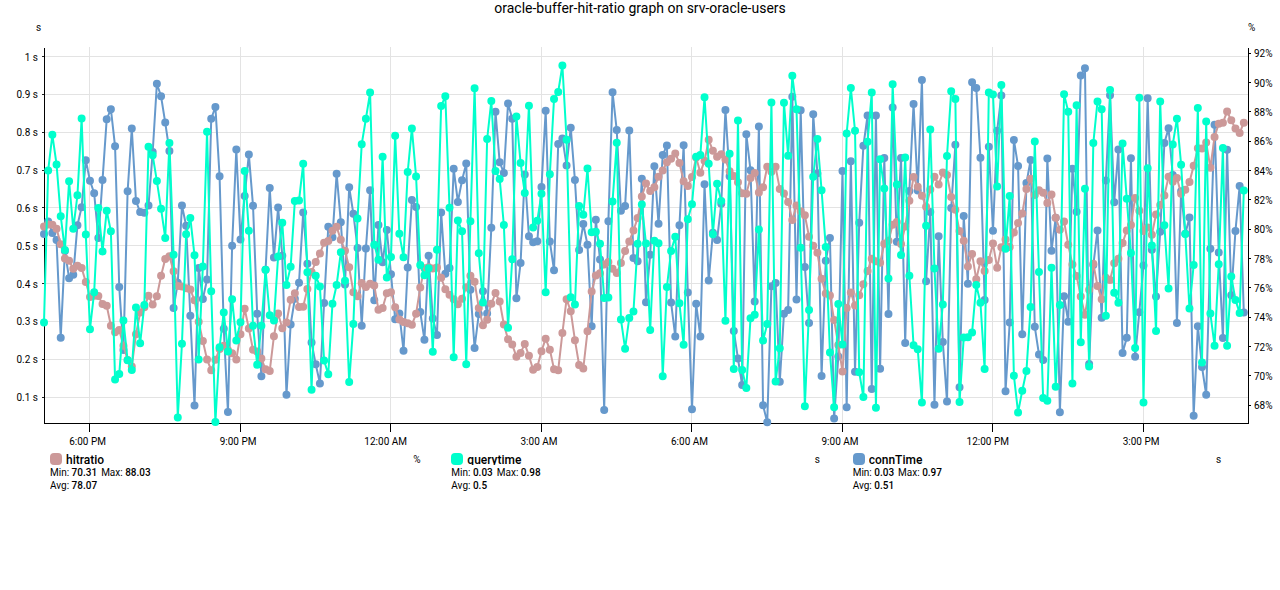 oracle-buffer-hit-ratio graph on srv-oracle-users
s %
1 s 92%
0.9 s 90%
0.8 s 88%
0.7 s 86%
0.6 s 84%
0.5 s 82%
0.4 s 80%
0.3 s 78%
0.2 s 76%
0.1 s 74%
72%
70%
68%
6:00 PM 9:00 PM 12:00 AM 3:00 AM 6:00 AM 9:00 AM 12:00 PM 3:00 PM
hitratio % querytime s connTime s
Min: 70.31 Max: 88.03 Min: 0.03 Max: 0.98 Min: 0.03 Max: 0.97
Avg: 78.07 Avg: 0.5 Avg: 0.51